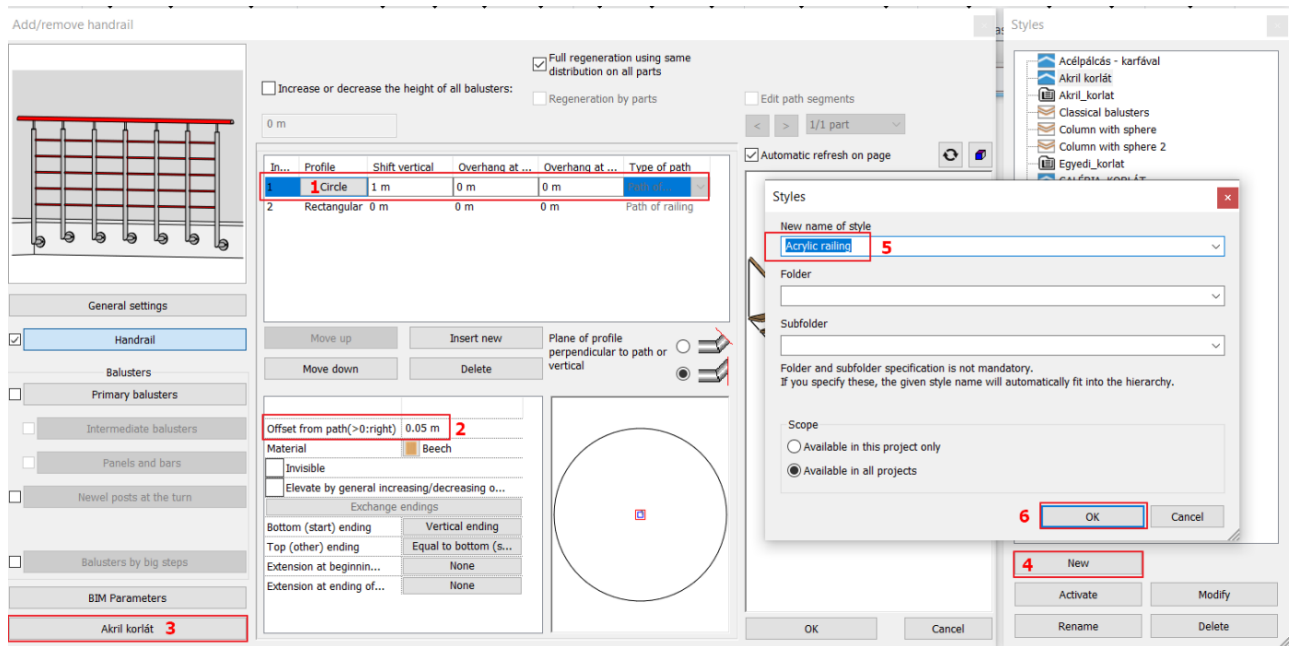 Add/remove handrail
Full regeneration using same
distribution on all parts
Increase or decrease the height of all balusters:
Regeneration by parts
Edit path segments
0 m
<
>
1/1 part
Automatic refresh on page
In...
Profile
Shift vertical
Overhang at ...
Overhang at ...
Type of path
1
1
Circle
1 m
0 m
0 m
Path of...
2
Rectangular
0 m
0 m
0 m
Path of railing
General settings
Handrail
Balusters
Primary balusters
Intermediate balusters
Panels and bars
Newel posts at the turn
Balusters by big steps
BIM Parameters
Akril korlát
3
Move up
Insert new
Move down
Delete
Plane of profile
perpendicular to path or
vertical
Offset from path(>0:right)
0.05 m
2
Material
Beech
Invisible
Elevate by general increasing/decreasing o...
Exchange endings
Bottom (start) ending
Vertical ending
Top (other) ending
Equal to bottom (s...
Extension at beginnin...
None
Extension at ending of...
None
OK
Cancel
Styles
Acélpálcás - karfával
Akril korlát
Akril_korlat
Classical balusters
Column with sphere
Column with sphere 2
Egyedi_korlat
Styles
New name of style
Acrylic railing
5
Folder
Subfolder
Folder and subfolder specification is not mandatory.
If you specify these, the given style name will automatically fit into the hierarchy.
Scope
Available in this project only
Available in all projects
6
OK
Cancel
4
New
Activate
Modify
Rename
Delete